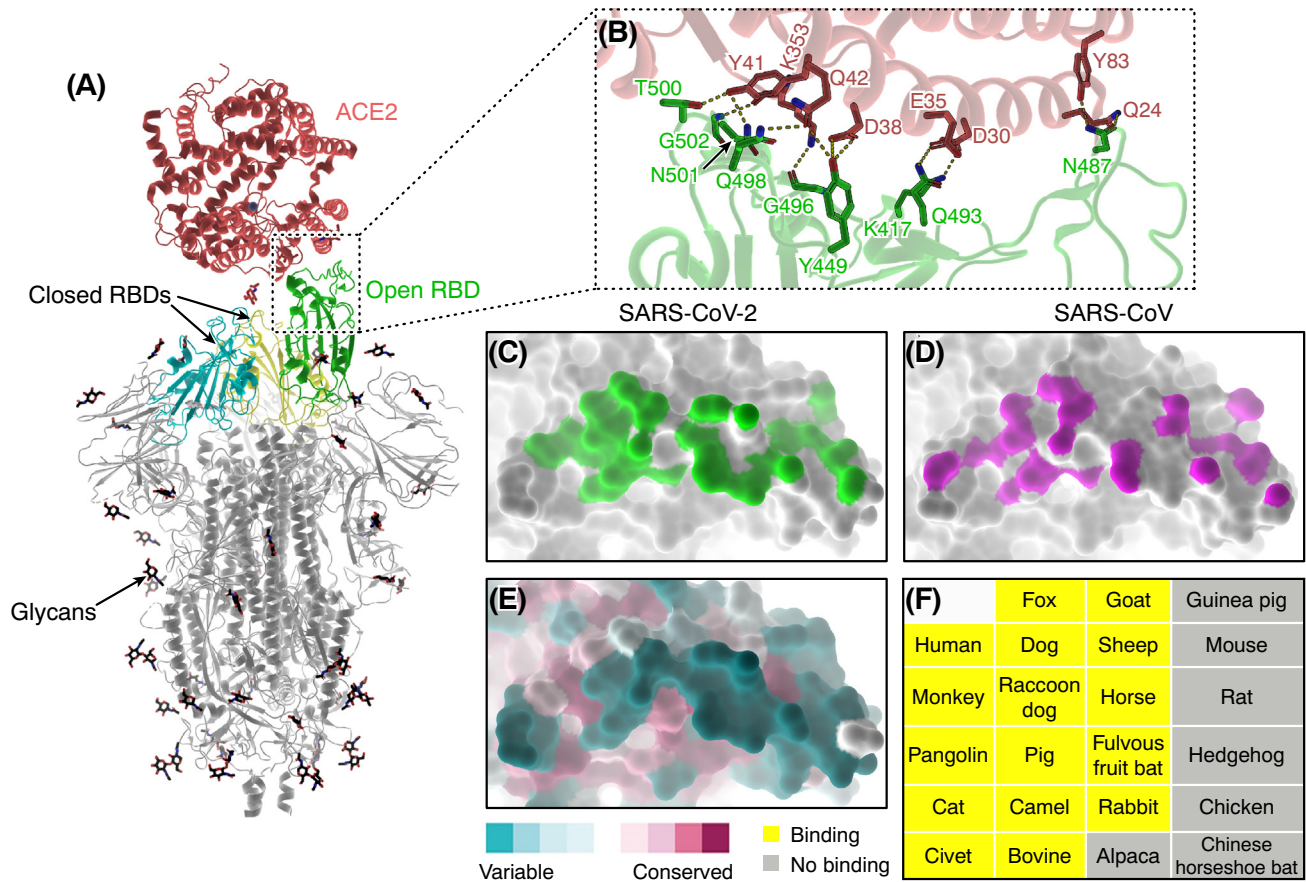 (A)
ACE2
Closed RBDs
Open RBD
Glycans
(B)
Y41
K353
Q42
Y83
T500
E35
Q24
D38
D30
G502
N501
Q498
N487
G496
K417
Q493
Y449
SARS-CoV-2
SARS-CoV
(C)
(D)
(E)
Variable
Conserved
Binding
No binding
(F)
Fox
Goat
Guinea pig
Human
Dog
Sheep
Mouse
Monkey
Raccoon
dog
Horse
Rat
Pangolin
Pig
Fulvous
fruit bat
Hedgehog
Cat
Camel
Rabbit
Chicken
Civet
Bovine
Alpaca
Chinese
horseshoe bat